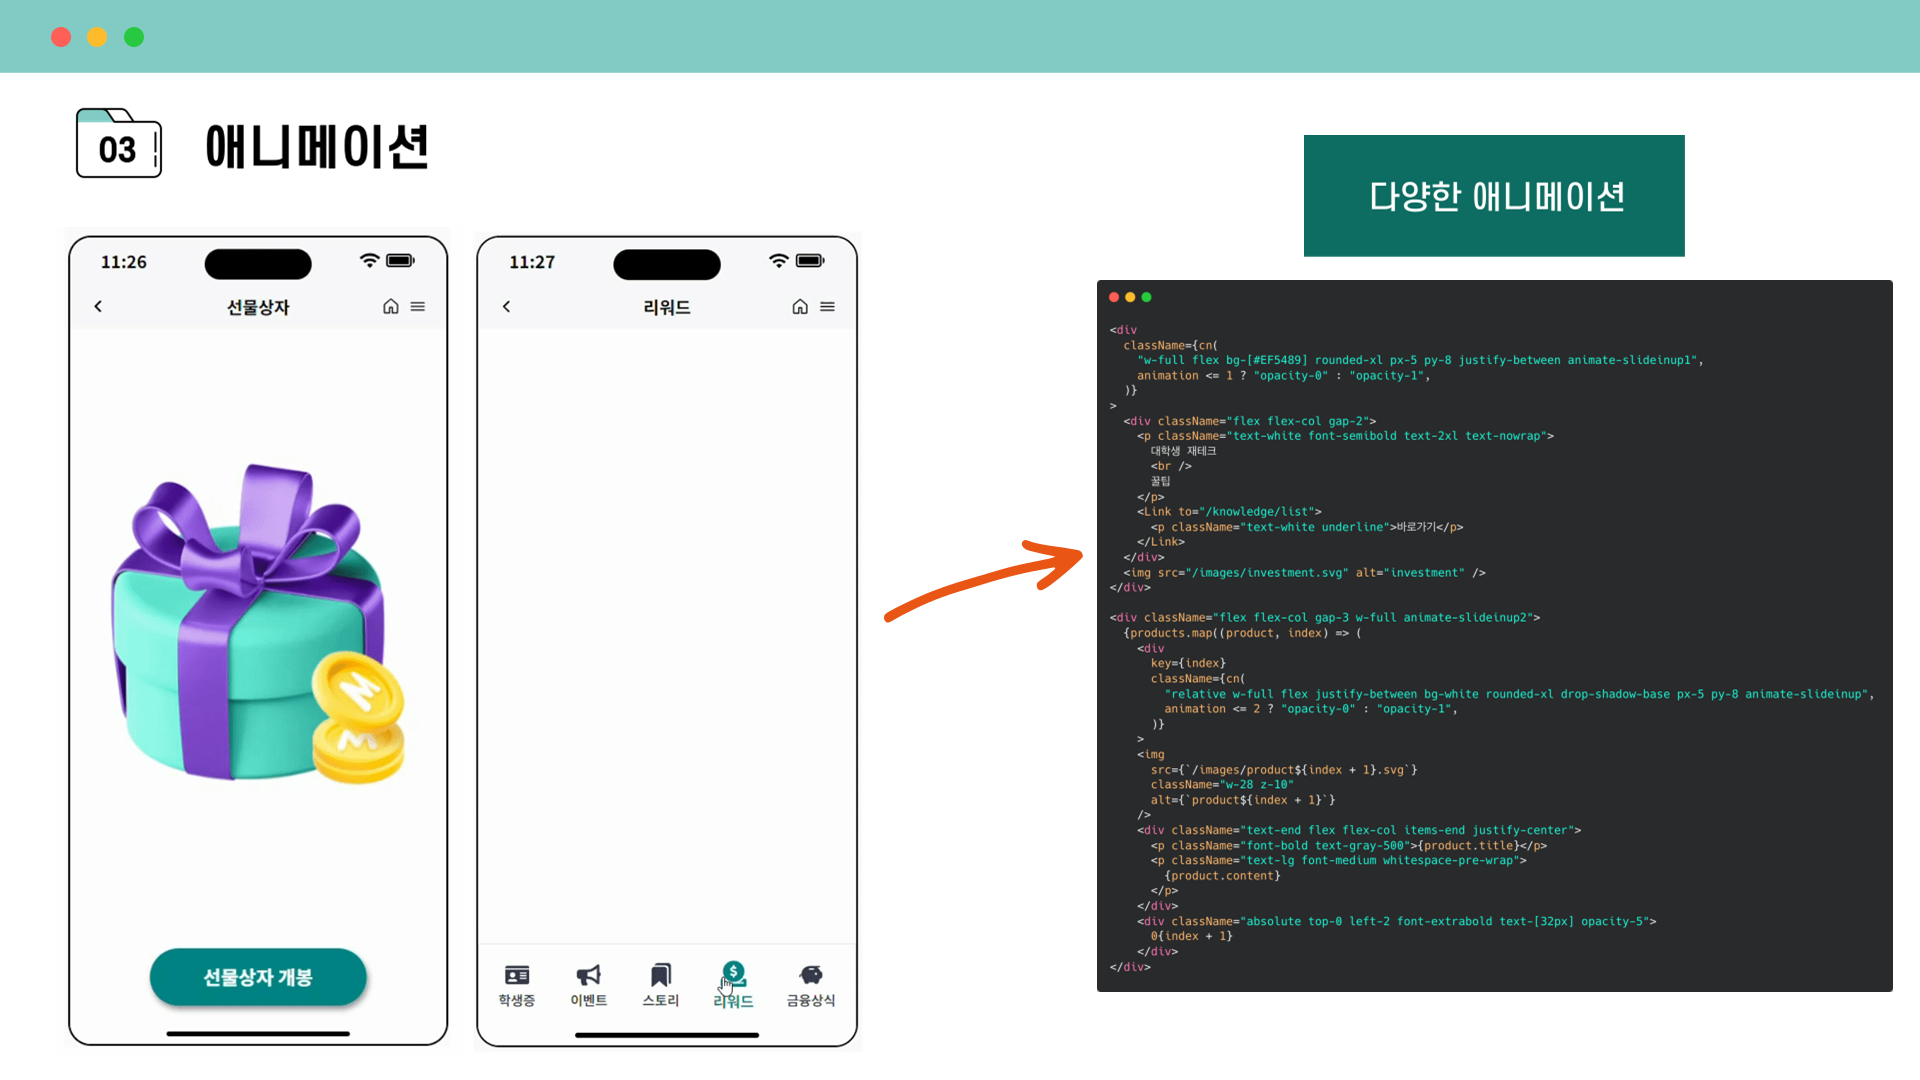 03
애니메이션
다양한 애니메이션
11:26
선물상자
M
M
선물상자 개봉
11:27
리워드
$
학생증
이벤트
스토리
리워드
금융상식
<div
  className={cn(
    "w-full flex bg-[#EF5489] rounded-xl px-5 py-8 justify-between animate-slideinup1",
    animation <= 1 ? "opacity-0" : "opacity-1",
  )}
>
  <div className="flex flex-col gap-2">
    <p className="text-white font-semibold text-2xl text-nowrap">
      대학생 재테크
      <br />
      꿀팁
    </p>
    <Link to="/knowledge/list">
      <p className="text-white underline">바로가기</p>
    </Link>
  </div>
  <img src="/images/investment.svg" alt="investment" />
</div>
<div className="flex flex-col gap-3 w-full animate-slideinup2">
  {products.map((product, index) => (
    <div
      key={index}
      className={cn(
        "relative w-full flex justify-between bg-white rounded-xl drop-shadow-base px-5 py-8 animate-slideinup",
        animation <= 2 ? "opacity-0" : "opacity-1",
      )}
    >
    <img
      src={`/images/product${index + 1}.svg`}
      className="w-28 z-10"
      alt={`product${index + 1}`}
    />
    <div className="text-end flex flex-col items-end justify-center">
      <p className="font-bold text-gray-500">{product.title}</p>
      <p className="text-lg font-medium whitespace-pre-wrap">
        {product.content}
      </p>
    </div>
    <div className="absolute top-0 left-2 font-extrabold text-[32px] opacity-5">
      0{index + 1}
    </div>
</div>